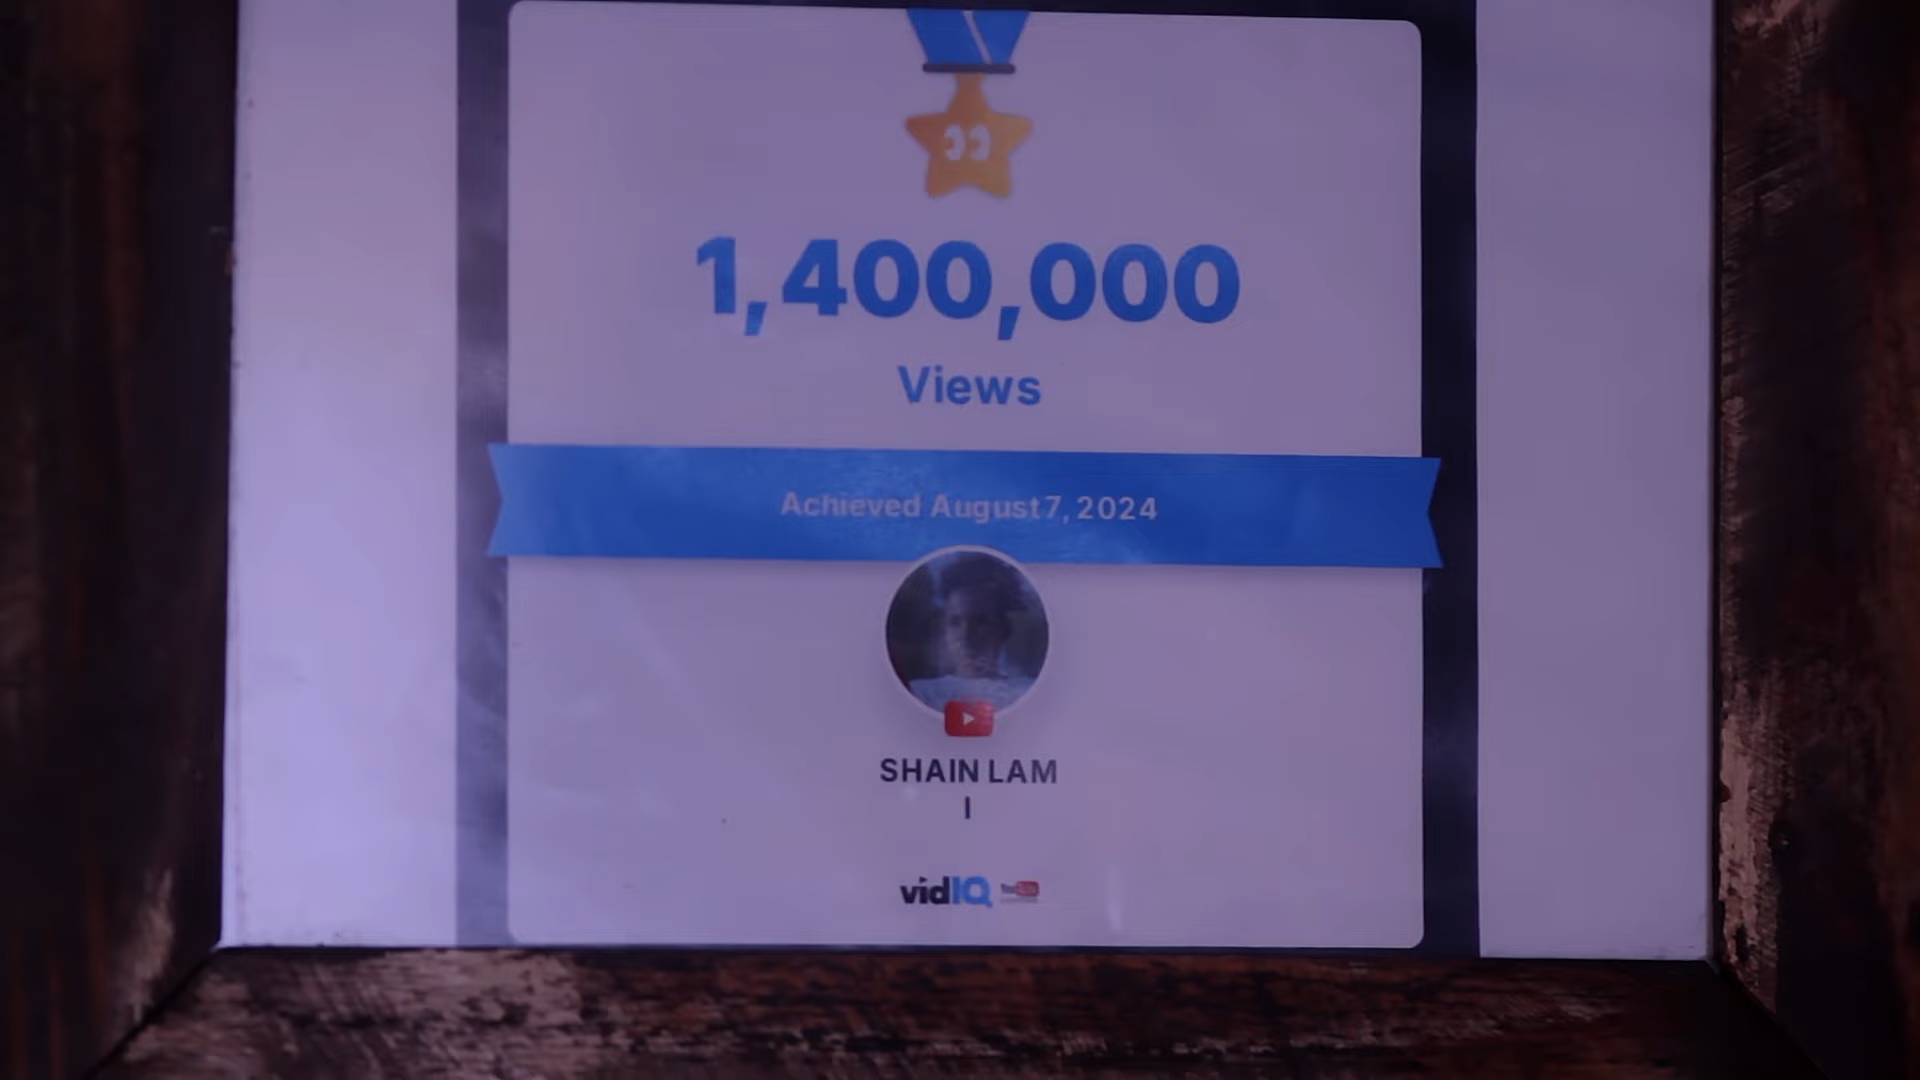 1,400,000
Views
Achieved August 7, 2024
SHAIN LAM
I
vidIQ